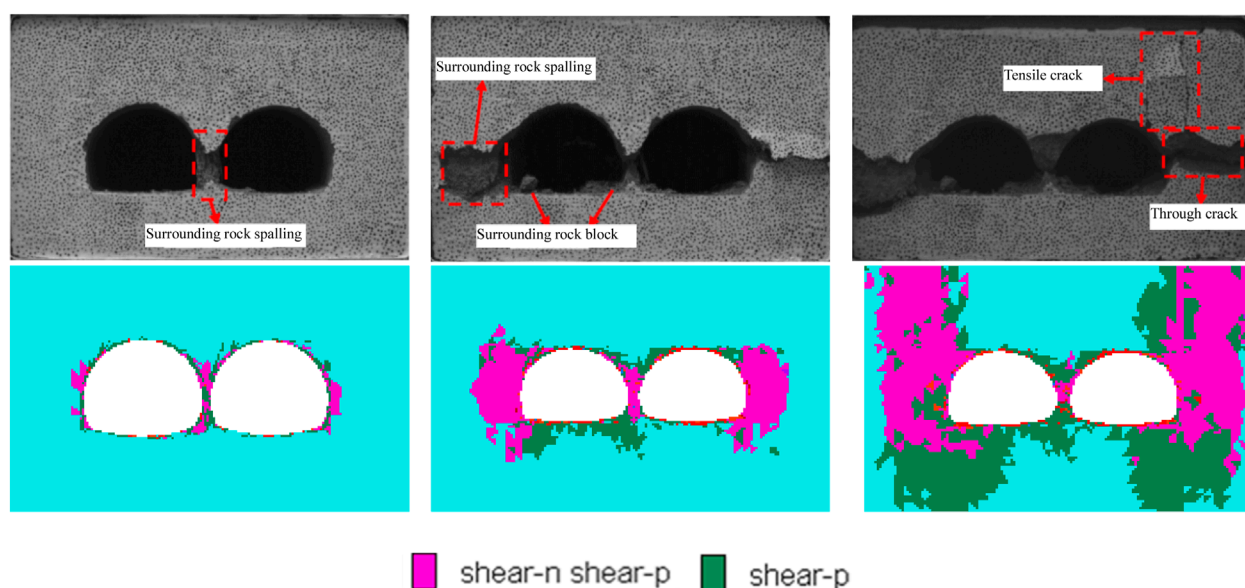 Surrounding rock spalling
Surrounding rock spalling
Surrounding rock block
Tensile crack
Through crack
shear-n shear-p
shear-p